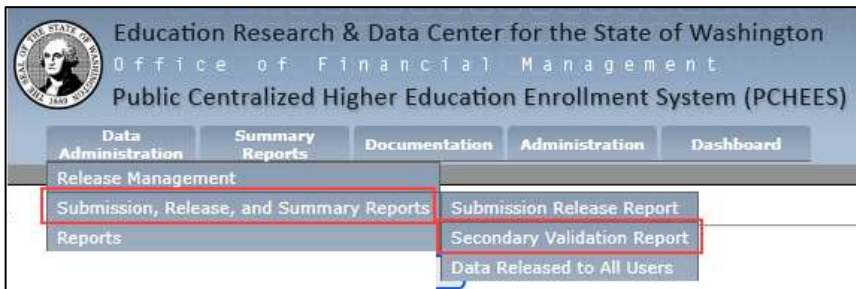 Education Research & Data Center for the State of Washington
Office of Financial Management
Public Centralized Higher Education Enrollment System (PCHEES)
Data Administration
Summary Reports
Documentation
Administration
Dashboard
Release Management
Submission, Release, and Summary Reports
Reports
Submission Release Report
Secondary Validation Report
Data Released to All Users